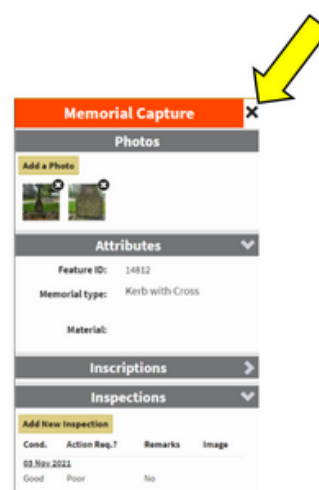 Memorial Capture
Photos
Add a Photo
Attributes
Feature ID: 14812
Memorial type: Kerb with Cross
Material:
Inscriptions
Inspections
Add New Inspection
Cond. Action Req.? Remarks Image
03 Nov 2021
Good Poor No